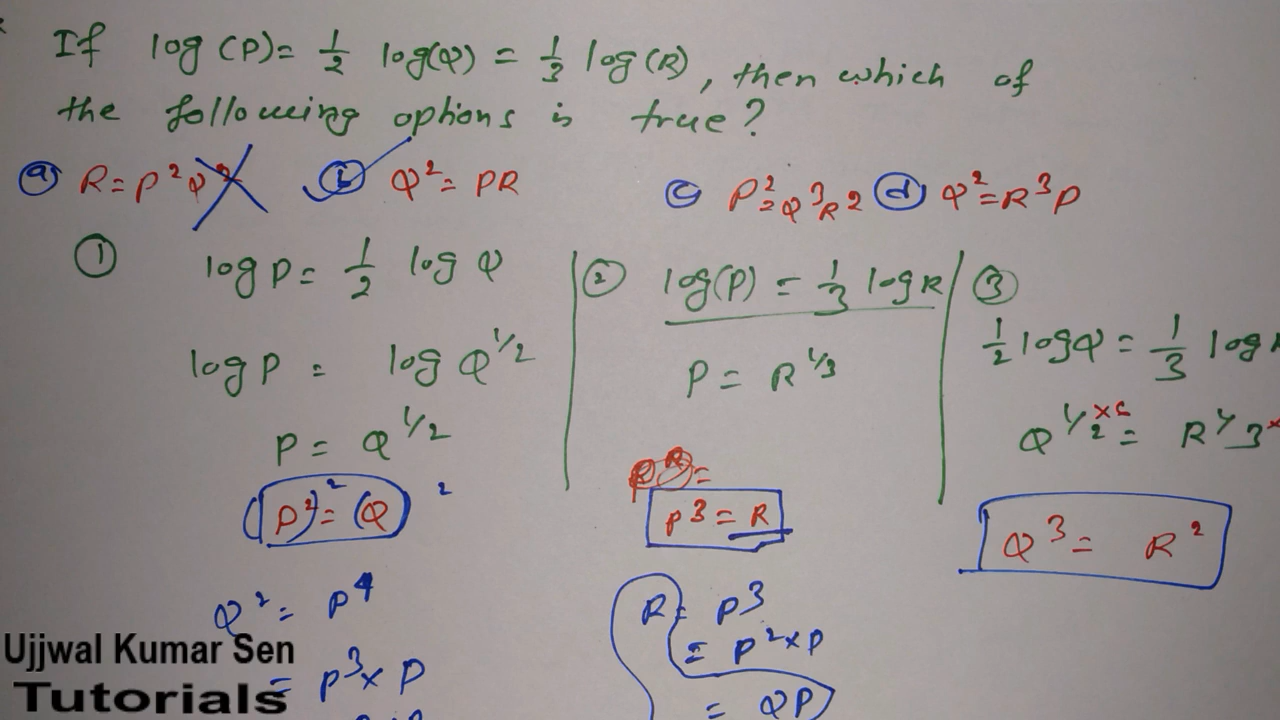 If log(P) = 1/2 log(Q) = 1/3 log(R), then which of
the following options is true?
(a) R = P²Q² (b) Q² = PR (c) P² = Q³R² (d) Q² = R³P
① log P = 1/2 log Q
log P = log Q^1/2
P = Q^1/2
(P²)² = (Q)²
Q² = P⁴
= P³ × P
② log(P) = 1/3 log R
P = R^1/3
P³ = R
R = P³
= P² × P
= QP
③
1/2 log Q = 1/3 log
Q^1/2 × 6 = R^1/3 ×
Q³ = R²
Ujjwal Kumar Sen
Tutorials